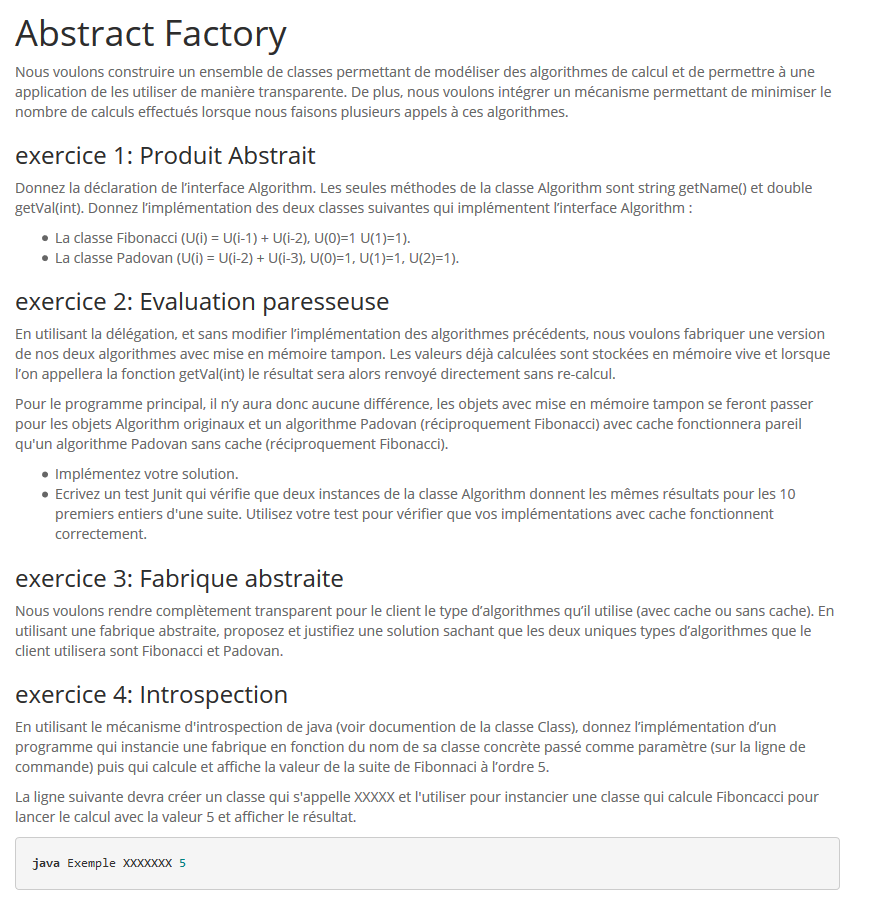 Abstract Factory
Nous voulons construire un ensemble de classes permettant de modéliser des algorithmes de calcul et de permettre à une
application de les utiliser de manière transparente. De plus, nous voulons intégrer un mécanisme permettant de minimiser le
nombre de calculs effectués lorsque nous faisons plusieurs appels à ces algorithmes.
exercice 1: Produit Abstrait
Donnez la déclaration de l’interface Algorithm. Les seules méthodes de la classe Algorithm sont string getName() et double
getVal(int). Donnez l’implémentation des deux classes suivantes qui implémentent l’interface Algorithm :
• La classe Fibonacci (U(i) = U(i-1) + U(i-2), U(0)=1 U(1)=1).
• La classe Padovan (U(i) = U(i-2) + U(i-3), U(0)=1, U(1)=1, U(2)=1).
exercice 2: Evaluation paresseuse
En utilisant la délégation, et sans modifier l’implémentation des algorithmes précédents, nous voulons fabriquer une version
de nos deux algorithmes avec mise en mémoire tampon. Les valeurs déjà calculées sont stockées en mémoire vive et lorsque
l’on appellera la fonction getVal(int) le résultat sera alors renvoyé directement sans re-calcul.
Pour le programme principal, il n’y aura donc aucune différence, les objets avec mise en mémoire tampon se feront passer
pour les objets Algorithm originaux et un algorithme Padovan (réciproquement Fibonacci) avec cache fonctionnera pareil
qu'un algorithme Padovan sans cache (réciproquement Fibonacci).
• Implémentez votre solution.
• Ecrivez un test Junit qui vérifie que deux instances de la classe Algorithm donnent les mêmes résultats pour les 10
premiers entiers d'une suite. Utilisez votre test pour vérifier que vos implémentations avec cache fonctionnent
correctement.
exercice 3: Fabrique abstraite
Nous voulons rendre complètement transparent pour le client le type d’algorithmes qu’il utilise (avec cache ou sans cache). En
utilisant une fabrique abstraite, proposez et justifiez une solution sachant que les deux uniques types d’algorithmes que le
client utilisera sont Fibonacci et Padovan.
exercice 4: Introspection
En utilisant le mécanisme d'introspection de java (voir documention de la classe Class), donnez l’implémentation d’un
programme qui instancie une fabrique en fonction du nom de sa classe concrète passé comme paramètre (sur la ligne de
commande) puis qui calcule et affiche la valeur de la suite de Fibonnaci à l’ordre 5.
La ligne suivante devra créer un classe qui s'appelle XXXXX et l'utiliser pour instancier une classe qui calcule Fiboncacci pour
lancer le calcul avec la valeur 5 et afficher le résultat.
java Exemple XXXXXXX 5